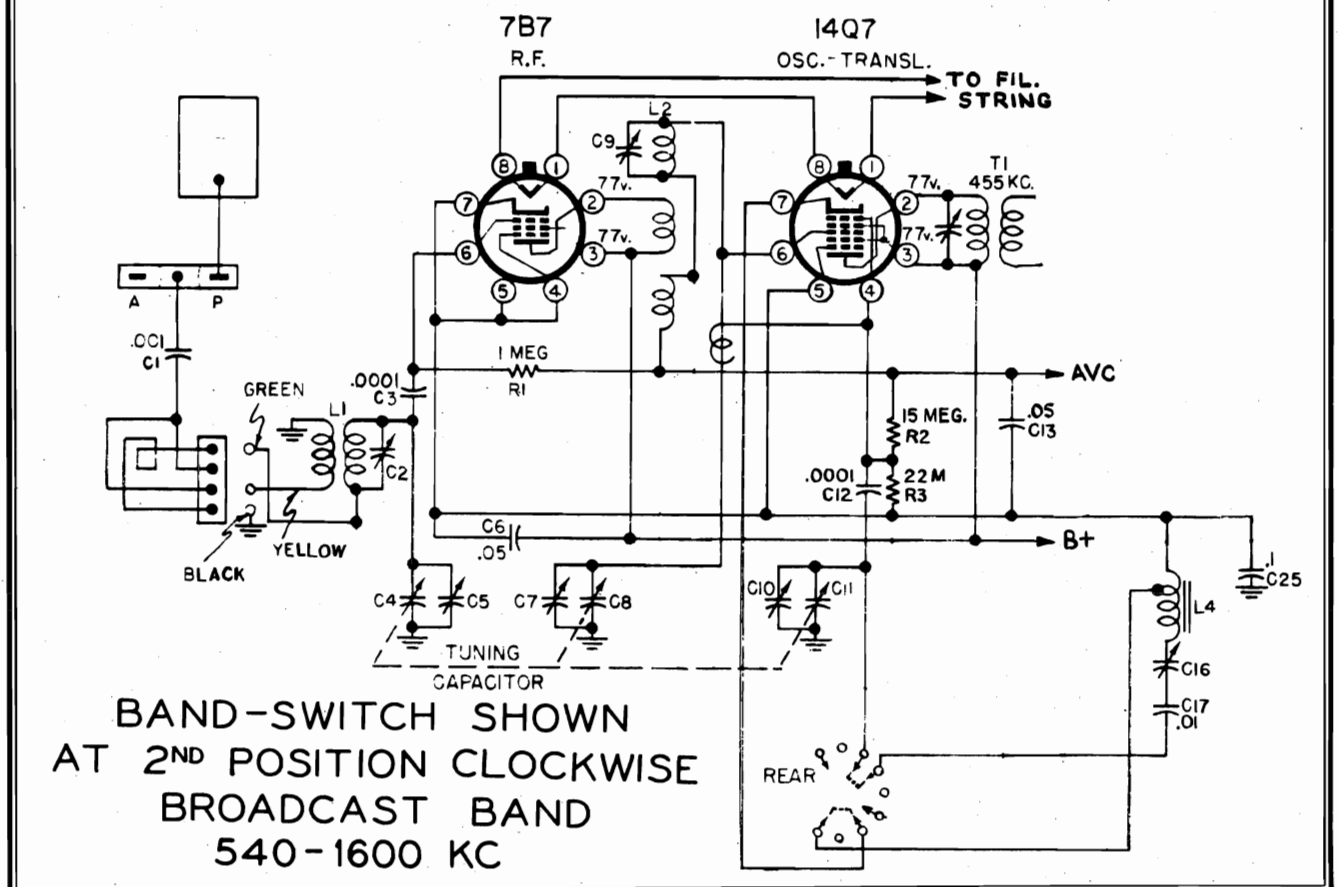 7B7
R.F.
14Q7
OSC.-TRANSL.
TO FIL.
STRING
L2
C9
8
1
7
2
77v.
6
3
77v.
5
4
8
1
7
2
77v.
6
3
77v.
5
4
T1
455 KC.
A
P
.001
C1
1 MEG
R1
AVC
.0001
C3
GREEN
L1
C2
15 MEG.
R2
.05
C13
.0001
C12
22M
R3
C6
.05
B+
YELLOW
BLACK
.1
C25
C4
C5
C7
C8
C10
C11
L4
TUNING
CAPACITOR
C16
C17
.01
REAR
BAND-SWITCH SHOWN
AT 2ND POSITION CLOCKWISE
BROADCAST BAND
540-1600 KC